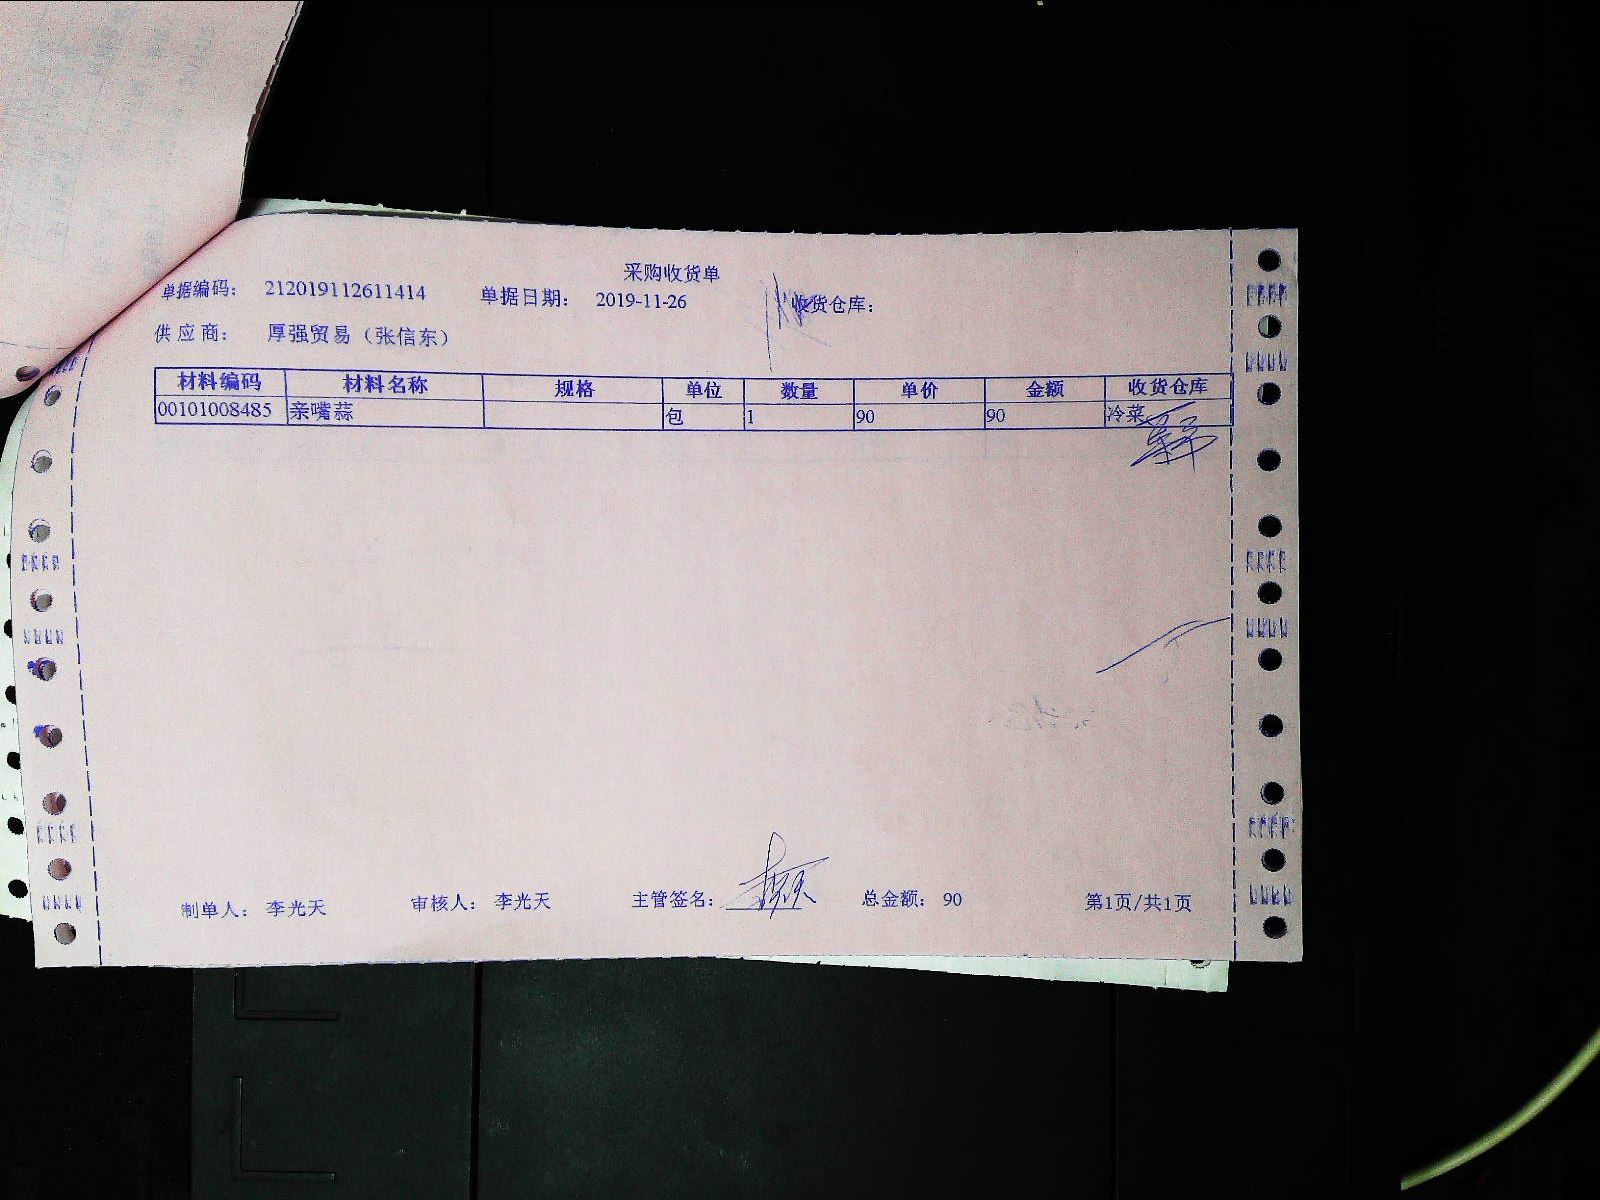 采购收货单
单据编码： 212019112611414 单据日期： 2019-11-26 收货仓库：
供应商： 厚强贸易（张信东）
材料编码 材料名称 规格 单位 数量 单价 金额 收货仓库
00101008485 亲嘴蒜 包 1 90 90 冷菜
制单人： 李光天 审核人： 李光天 主管签名： 总金额： 90 第1页/共1页